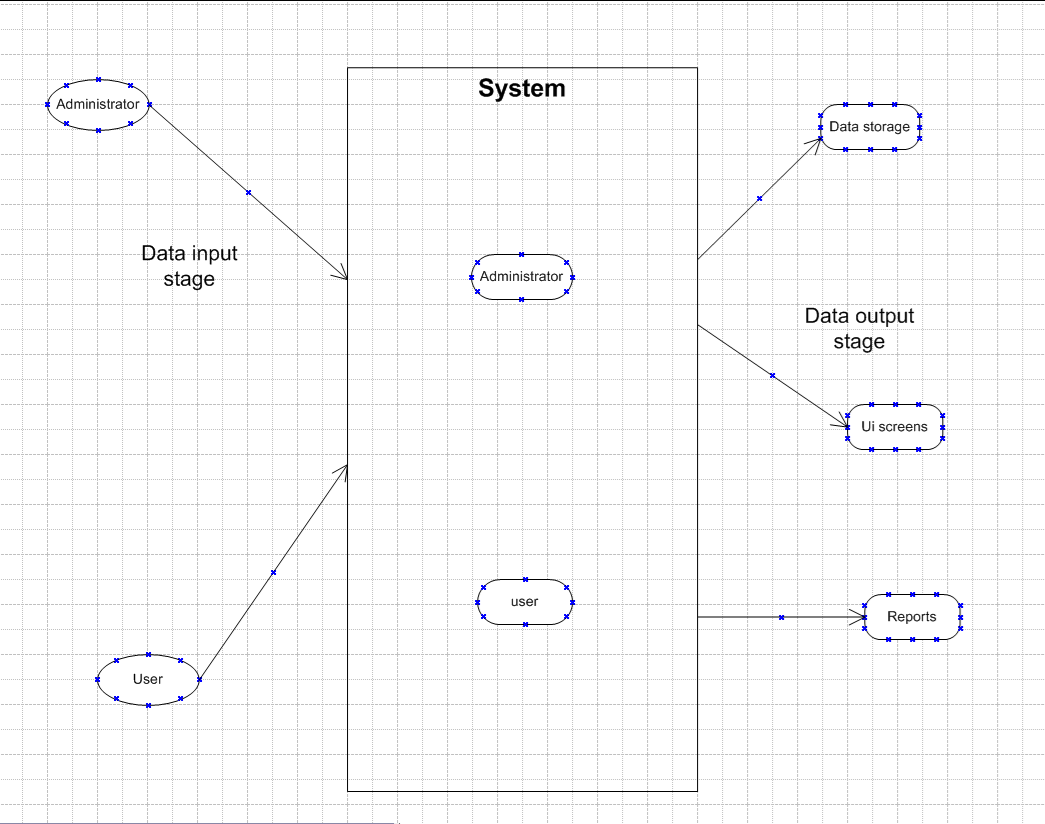 System
Administrator
Data storage
Data input
stage
Administrator
Data output
stage
Ui screens
user
Reports
User